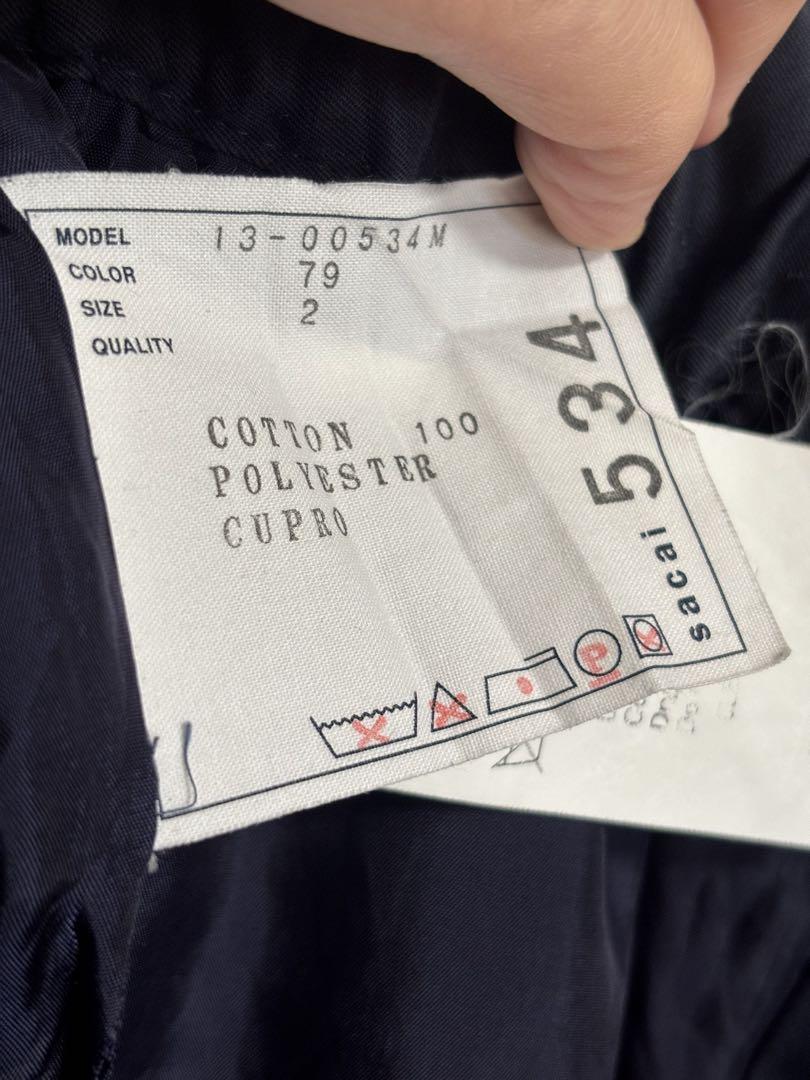 MODEL 13-00534M
COLOR 79
SIZE 2
QUALITY
COTTON 100
POLYESTER
CUPRO
sacai 534
P